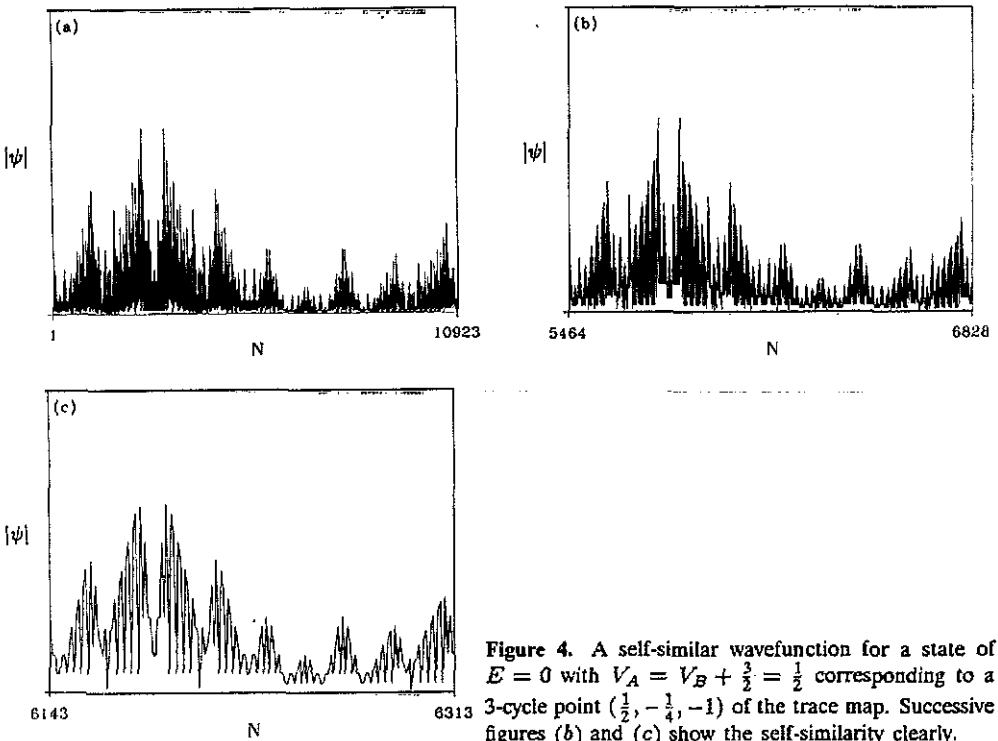 (a)
|ψ|
1 10923
N
(b)
|ψ|
5464 6828
N
(c)
|ψ|
6143 6313
N
Figure 4. A self-similar wavefunction for a state of
E = 0 with V_A = V_B + 3/2 = 1/2 corresponding to a
3-cycle point (1/2, −1/4, −1) of the trace map. Successive
figures (b) and (c) show the self-similarity clearly.